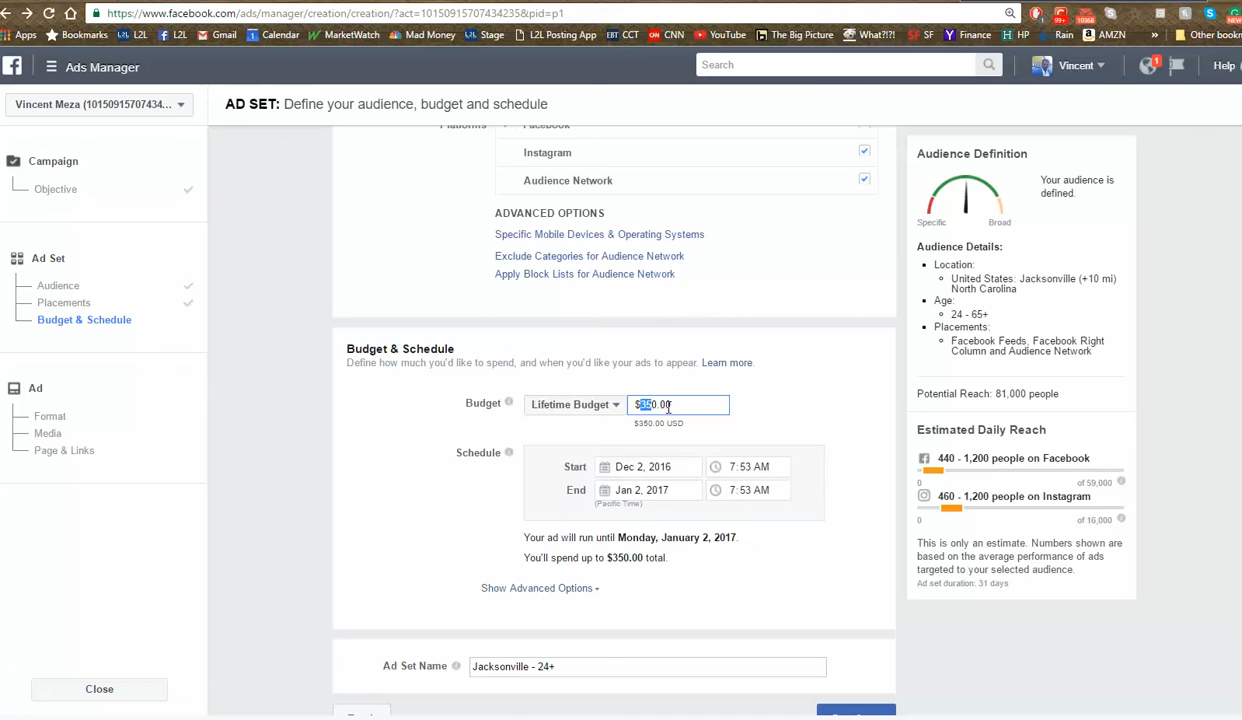 https://www.facebook.com/ads/manager/creation/creation/?act=10150915707434235&pid=p1
Apps Bookmarks L2L L2L Gmail Calendar MarketWatch Mad Money Stage L2L Posting App EBT CCT CNN YouTube The Big Picture What?!?! SF Finance HP Rain AMZN » Other bookm
Ads Manager Search Vincent 1 Help
Vincent Meza (10150915707434...
AD SET: Define your audience, budget and schedule
Campaign
Objective
Ad Set
Audience
Placements
Budget & Schedule
Ad
Format
Media
Page & Links
Close
Platforms
Facebook
Instagram
Audience Network
ADVANCED OPTIONS
Specific Mobile Devices & Operating Systems
Exclude Categories for Audience Network
Apply Block Lists for Audience Network
Budget & Schedule
Define how much you'd like to spend, and when you'd like your ads to appear. Learn more.
Budget Lifetime Budget $350.00
$350.00 USD
Schedule
Start Dec 2, 2016 7:53 AM
End Jan 2, 2017 7:53 AM
(Pacific Time)
Your ad will run until Monday, January 2, 2017.
You'll spend up to $350.00 total.
Show Advanced Options
Ad Set Name Jacksonville - 24+
Audience Definition
Your audience is
defined.
Specific Broad
Audience Details:
Location:
United States: Jacksonville (+10 mi)
North Carolina
Age:
24 - 65+
Placements:
Facebook Feeds, Facebook Right
Column and Audience Network
Potential Reach: 81,000 people
Estimated Daily Reach
440 - 1,200 people on Facebook
0 of 59,000
460 - 1,200 people on Instagram
0 of 16,000
This is only an estimate. Numbers shown are
based on the average performance of ads
targeted to your selected audience.
Ad set duration: 31 days